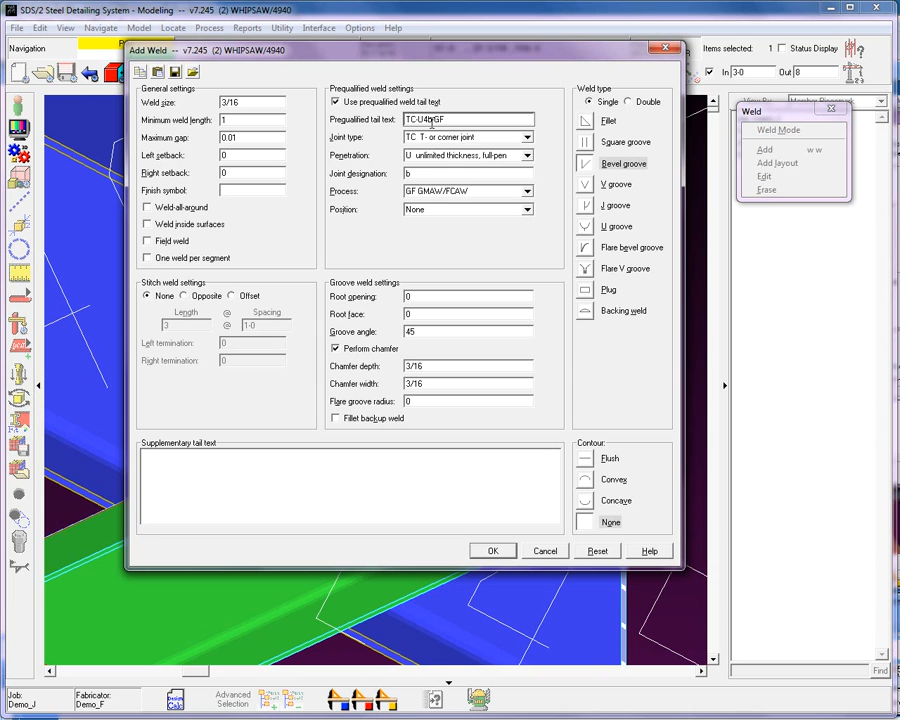 SDS/2 Steel Detailing System - Modeling  --  v7.245  (2) WHIPSAW/4940
File Edit View Navigate Model Location Process Reports Utility Interface Options Help
Navigation
Items selected: 1
Status Display
In 3-0 Out 8
Add Weld  --  v7.245  (2) WHIPSAW/4940
General settings
Weld size: 3/16
Minimum weld length: 1
Maximum gap: 0.01
Left setback: 0
Right setback: 0
Finish symbol:
Weld-all-around
Weld inside surfaces
Field weld
One weld per segment
Prequalified weld settings
Use prequalified weld tail text
Prequalified tail text: TC-U4b-GF
Joint type: TC T- or corner joint
Penetration: U unlimited thickness, full-pen
Joint designation: b
Process: GF GMAW/FCAW
Position: None
Weld type
Single Double
Fillet
Square groove
Bevel groove
V groove
J groove
U groove
Flare bevel groove
Flare V groove
Plug
Backing weld
Stitch weld settings
None Opposite Offset
Length @ Spacing
3 @ 1-0
Left termination: 0
Right termination: 0
Groove weld settings
Root opening: 0
Root face: 0
Groove angle: 45
Perform chamfer
Chamfer depth: 3/16
Chamfer width: 3/16
Flare groove radius: 0
Fillet backup weld
Supplementary tail text
Contour:
Flush
Convex
Concave
None
OK Cancel Reset Help
Weld
Weld Mode
Add w w
Add layout
Edit
Erase
Find
Job:
Demo_J
Fabricator:
Demo_F
Design
Calc
Advanced
Selection